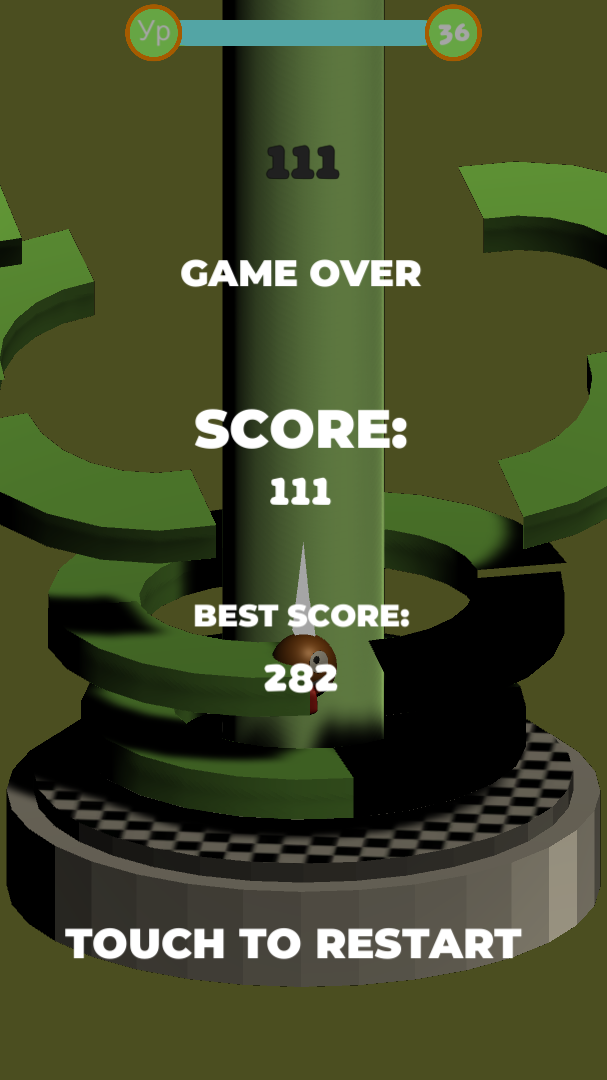 Ур 36
111
GAME OVER
SCORE:
111
BEST SCORE:
282
TOUCH TO RESTART